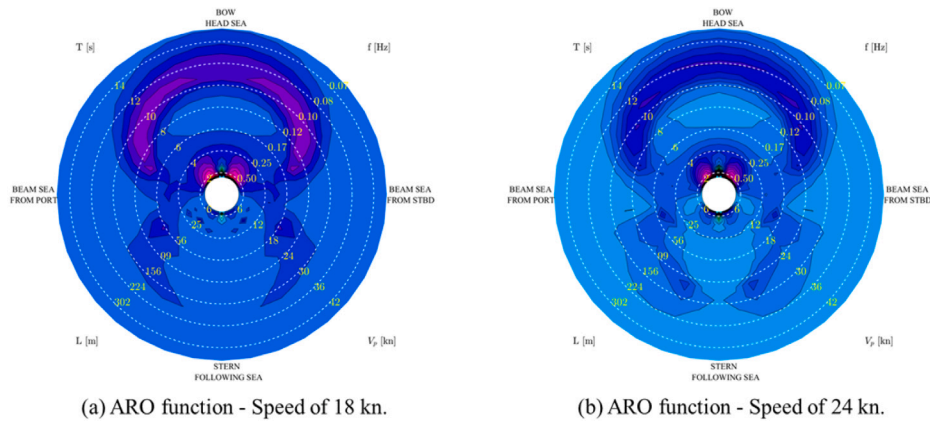 BOW
HEAD SEA
T [s]
f [Hz]
14
12
10
8
6
4
0.07
0.08
0.10
0.12
0.17
0.25
0.50
BEAM SEA
FROM PORT
BEAM SEA
FROM STBD
6
25
56
99
156
224
302
6
12
18
24
30
36
42
L [m]
Vₚ [kn]
STERN
FOLLOWING SEA
(a) ARO function - Speed of 18 kn.
BOW
HEAD SEA
T [s]
f [Hz]
14
12
10
8
6
4
0.07
0.08
0.10
0.12
0.17
0.25
0.50
BEAM SEA
FROM PORT
BEAM SEA
FROM STBD
6
25
56
99
156
224
302
6
12
18
24
30
36
42
L [m]
Vₚ [kn]
STERN
FOLLOWING SEA
(b) ARO function - Speed of 24 kn.